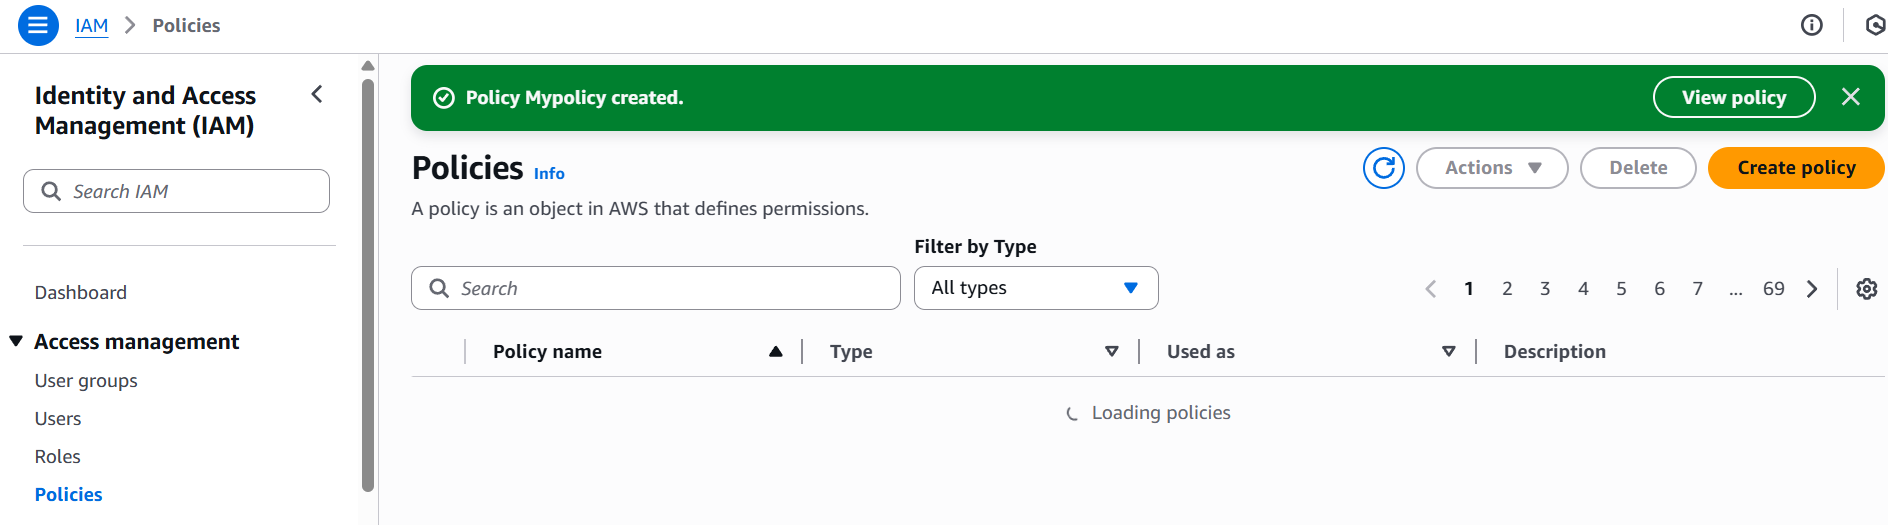 IAM > Policies
Identity and Access
Management (IAM)
Search IAM
Dashboard
Access management
User groups
Users
Roles
Policies
Policy Mypolicy created.
View policy
Policies Info
Actions
Delete
Create policy
A policy is an object in AWS that defines permissions.
Filter by Type
Search
All types
1 2 3 4 5 6 7 ... 69
Policy name Type Used as Description
Loading policies